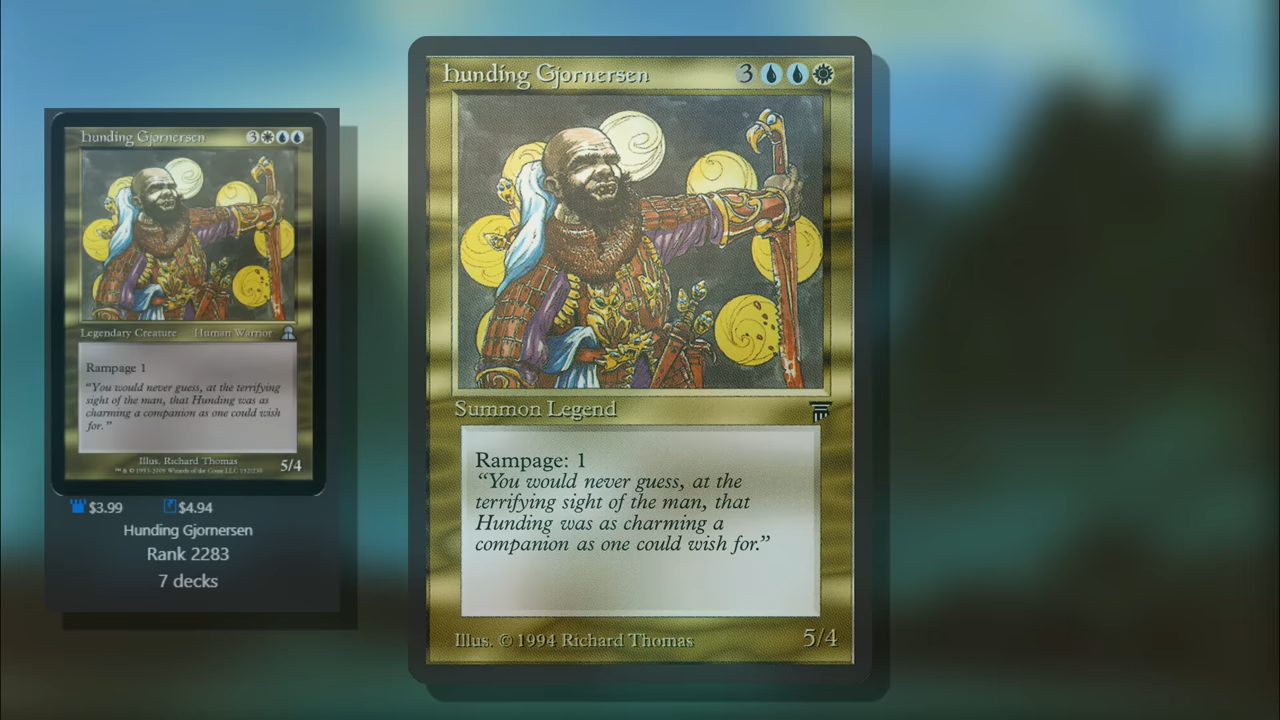 Hunding Gjornersen 3
Legendary Creature Human Warrior
Rampage 1
“You would never guess, at the terrifying
sight of the man, that Hunding was as
charming a companion as one could wish
for.”
Illus. Richard Thomas
5/4
$3.99 $4.94
Hunding Gjornersen
Rank 2283
7 decks
Hunding Gjornersen 3
Summon Legend
Rampage: 1
“You would never guess, at the
terrifying sight of the man, that
Hunding was as charming a
companion as one could wish for.”
Illus. © 1994 Richard Thomas 5/4